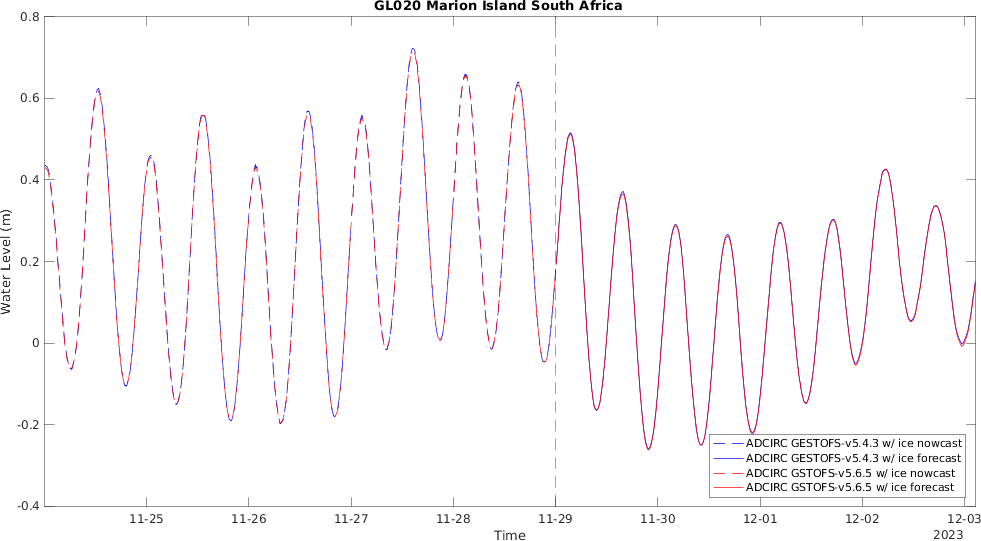 GL020 Marion Island South Africa
0.8
0.6
0.4
0.2
0
-0.2
-0.4
Water Level (m)
ADCIRC GESTOFS-v5.4.3 w/ ice nowcast
ADCIRC GESTOFS-v5.4.3 w/ ice forecast
ADCIRC GSTOFS-v5.6.5 w/ ice nowcast
ADCIRC GSTOFS-v5.6.5 w/ ice forecast
11-25 11-26 11-27 11-28 11-29 11-30 12-01 12-02 12-03
Time
2023